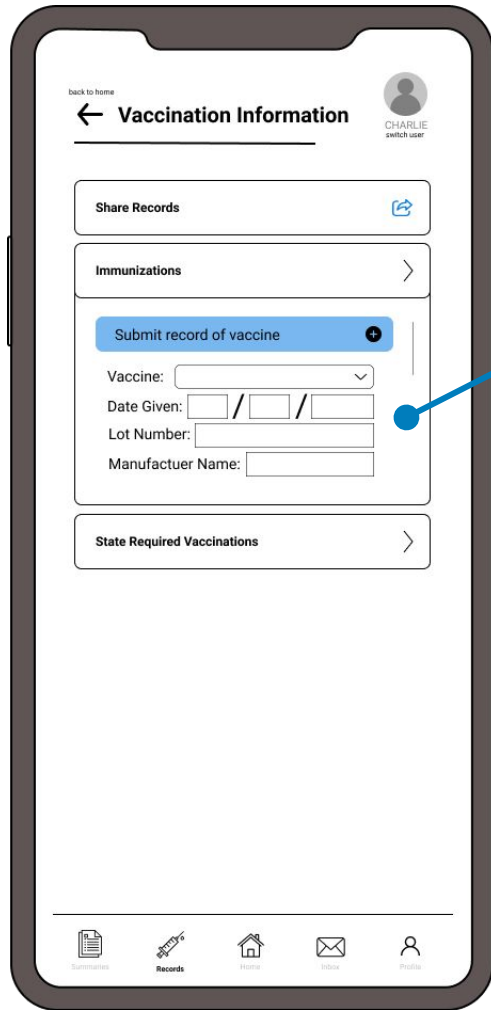 back to home
Vaccination Information
CHARLIE
switch user
Share Records
Immunizations
Submit record of vaccine
Vaccine:
Date Given: / /
Lot Number:
Manufactuer Name:
State Required Vaccinations
Summaries Records Home Inbox Profile